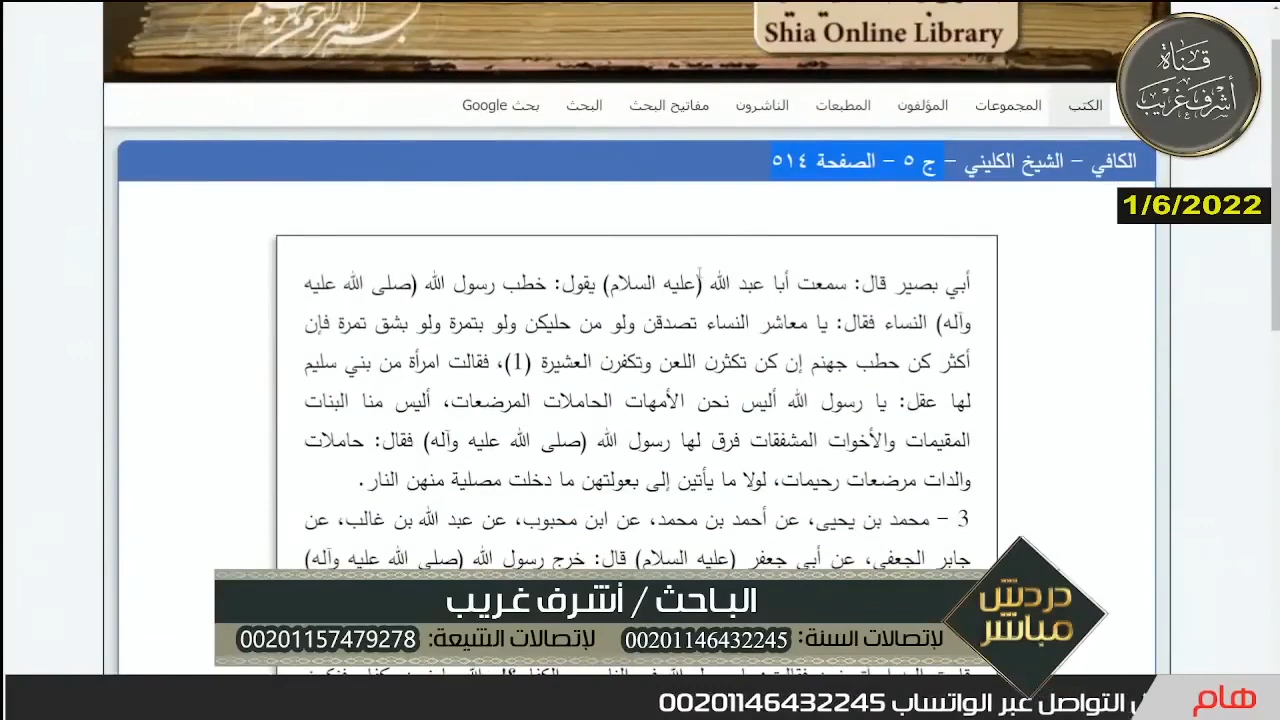 بسم الله الرحمن الرحيم
Shia Online Library
قناة
أشرف غريب
الكتب المجموعات المؤلفون المطبعات الناشرون مفاتيح البحث البحث بحث Google
الكافي - الشيخ الكليني - ج ٥ - الصفحة ٥١٤
1/6/2022
أبي بصير قال: سمعت أبا عبد الله (عليه السلام) يقول: خطب رسول الله (صلى الله عليه
وآله) النساء فقال: يا معاشر النساء تصدقن ولو من حليكن ولو بتمرة ولو بشق تمرة فإن
أكثر كن حطب جهنم إن كن تكثرن اللعن وتكفرن العشيرة (1)، فقالت امرأة من بني سليم
لها عقل: يا رسول الله أليس نحن الأمهات الحاملات المرضعات، أليس منا البنات
المقيمات والأخوات المشفقات فرق لها رسول الله (صلى الله عليه وآله) فقال: حاملات
والدات مرضعات رحيمات، لولا ما يأتين إلى بعولتهن ما دخلت مصلية منهن النار.
3 - محمد بن يحيى، عن أحمد بن محمد، عن ابن محبوب، عن عبد الله بن غالب، عن
جابر الجعفي، عن أبي جعفر (عليه السلام) قال: خرج رسول الله (صلى الله عليه وآله)
الباحث / أشرف غريب
لإتصالات السنة: 00201146432245 لإتصالات الشيعة: 00201157479278
دردش
مباشر
هام
التواصل عبر الواتساب 00201146432245